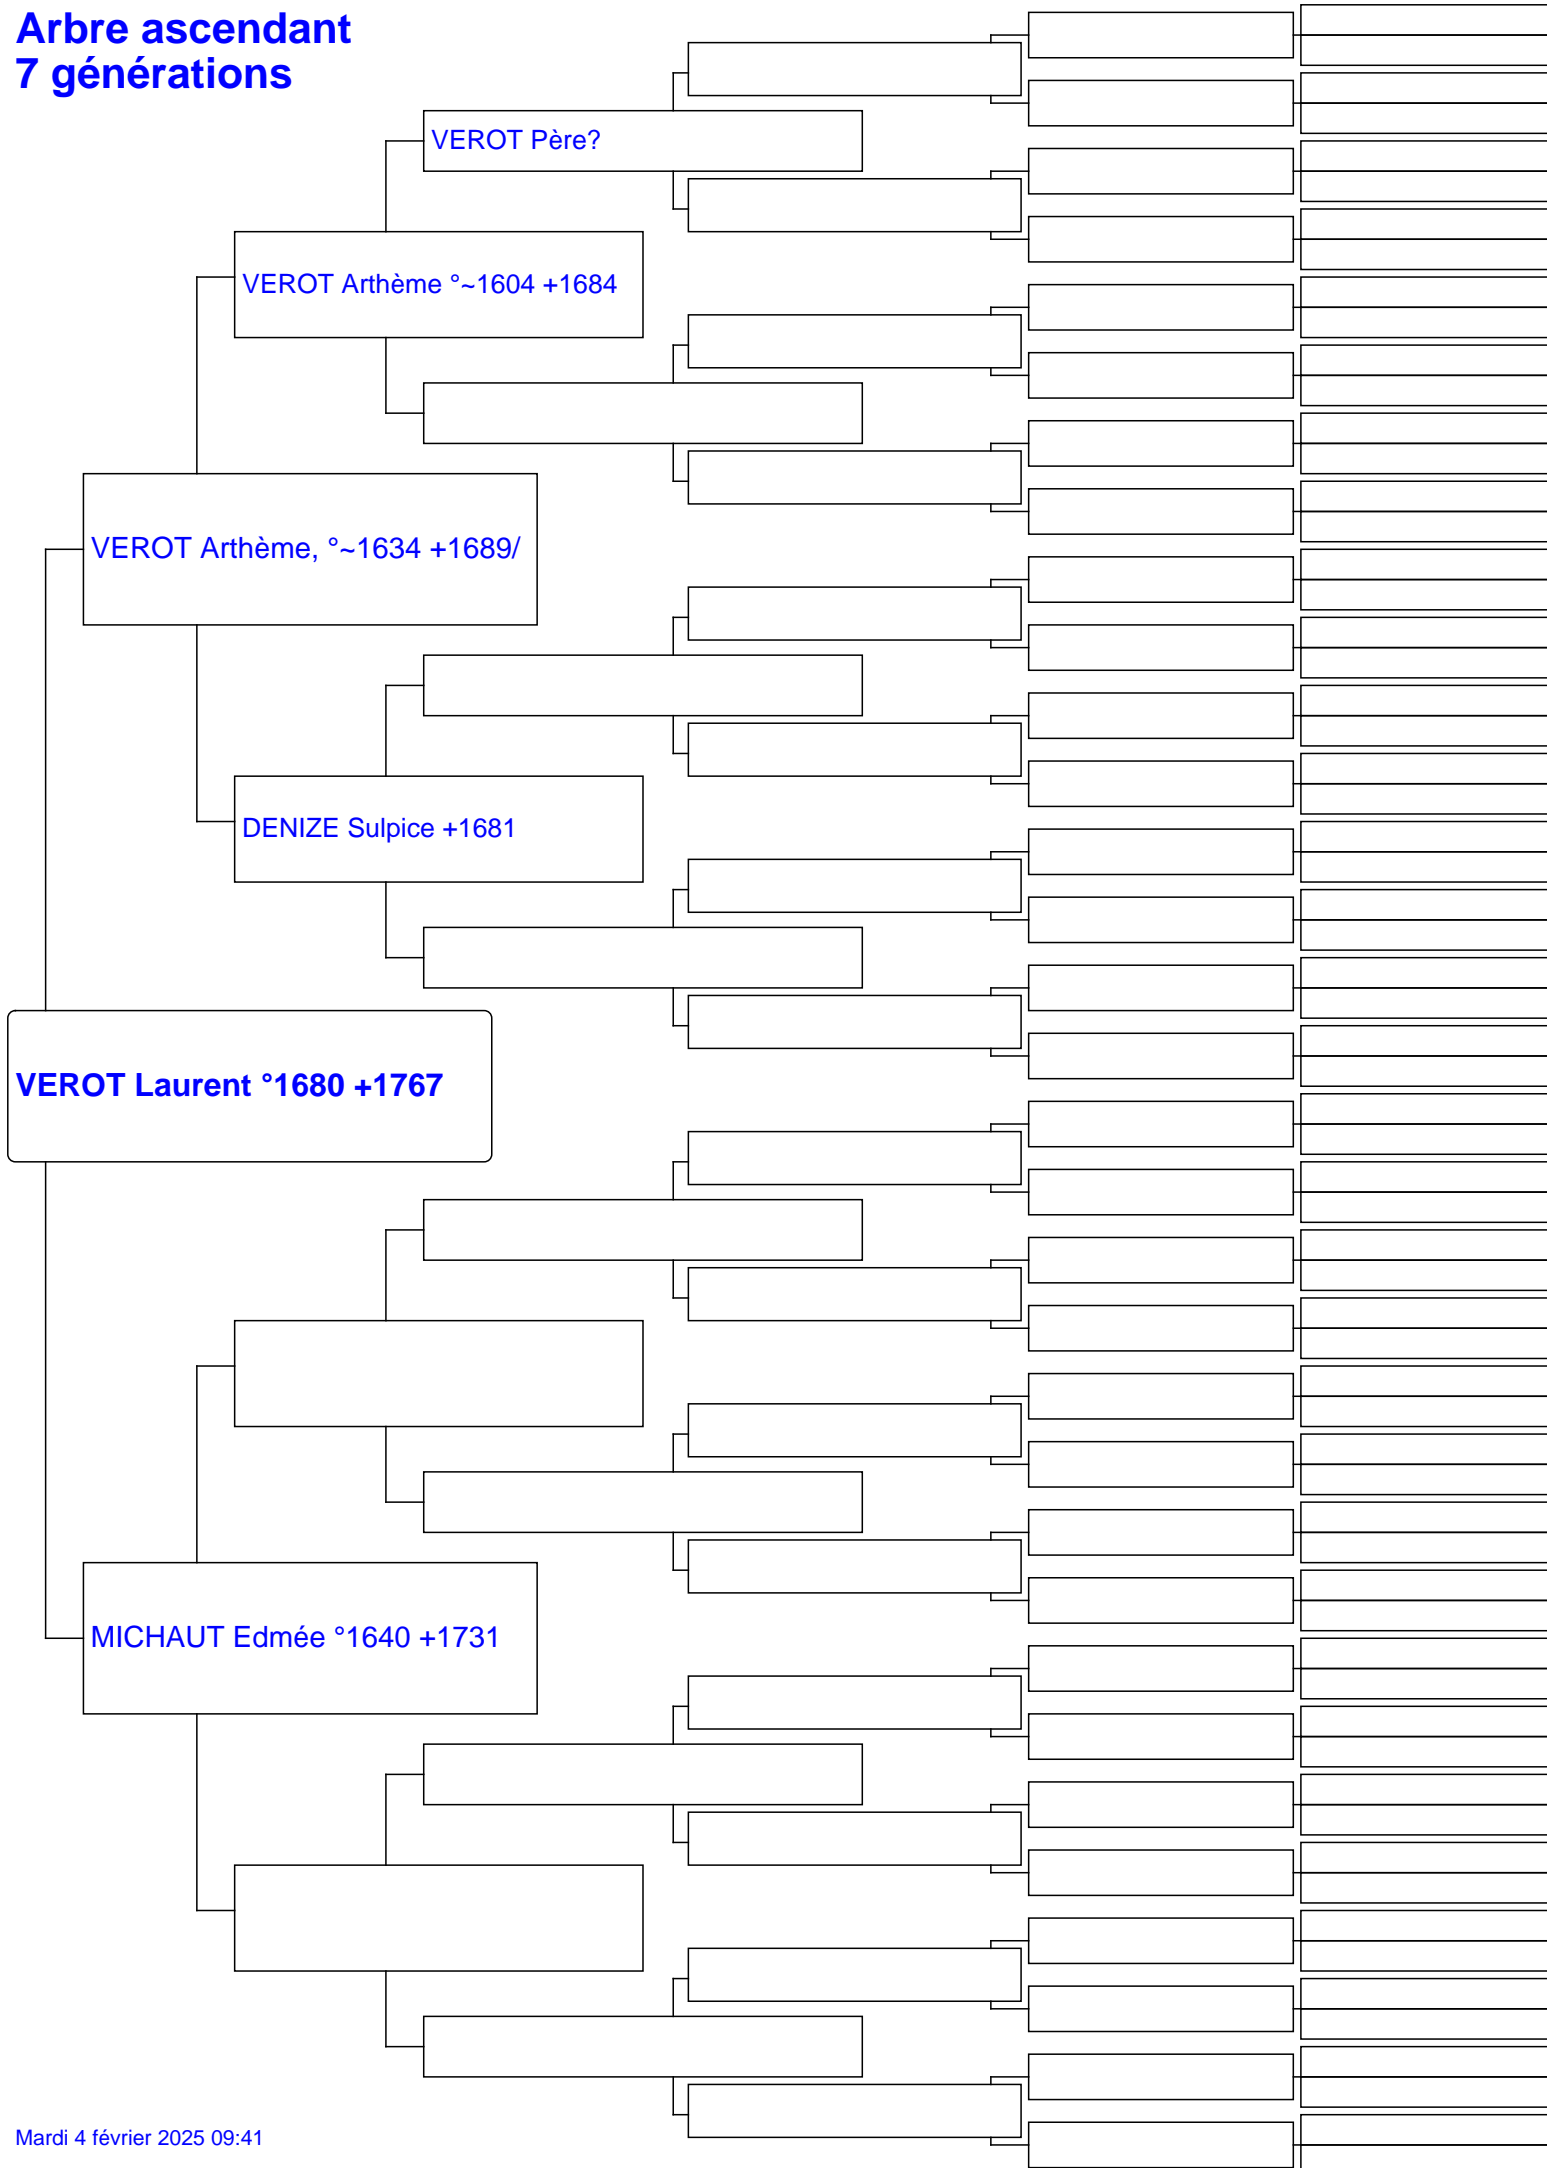 Arbre ascendant
7 générations
VEROT Père?
VEROT Arthème °~1604 +1684
VEROT Arthème, °~1634 +1689/
DENIZE Sulpice +1681
VEROT Laurent °1680 +1767
MICHAUT Edmée °1640 +1731
Mardi 4 février 2025 09:41